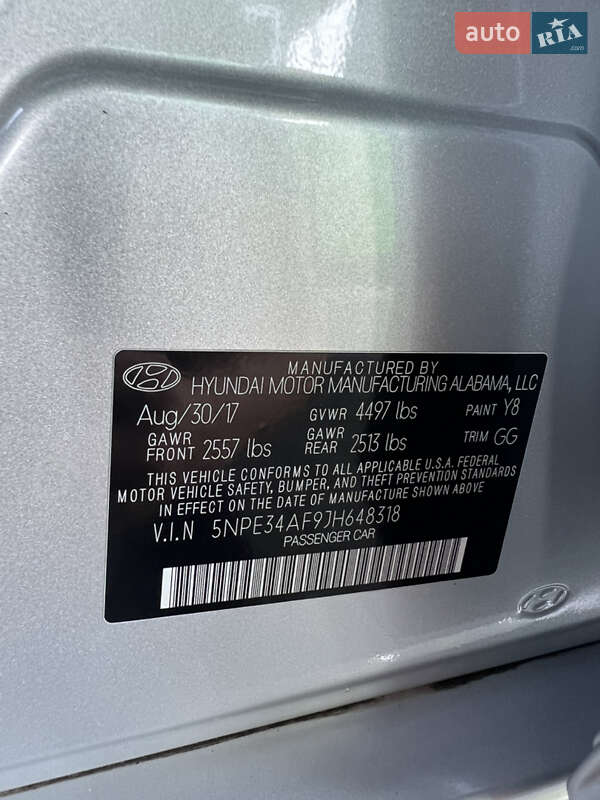 auto RIA.com
MANUFACTURED BY
HYUNDAI MOTOR MANUFACTURING ALABAMA, LLC
Aug/30/17 GVWR 4497 lbs PAINT Y8
GAWR FRONT 2557 lbs GAWR REAR 2513 lbs TRIM GG
THIS VEHICLE CONFORMS TO ALL APPLICABLE U.S.A. FEDERAL
MOTOR VEHICLE SAFETY, BUMPER, AND THEFT PREVENTION STANDARDS
IN EFFECT ON THE DATE OF MANUFACTURE SHOWN ABOVE.
V.I.N 5NPE34AF9JH648318
PASSENGER CAR